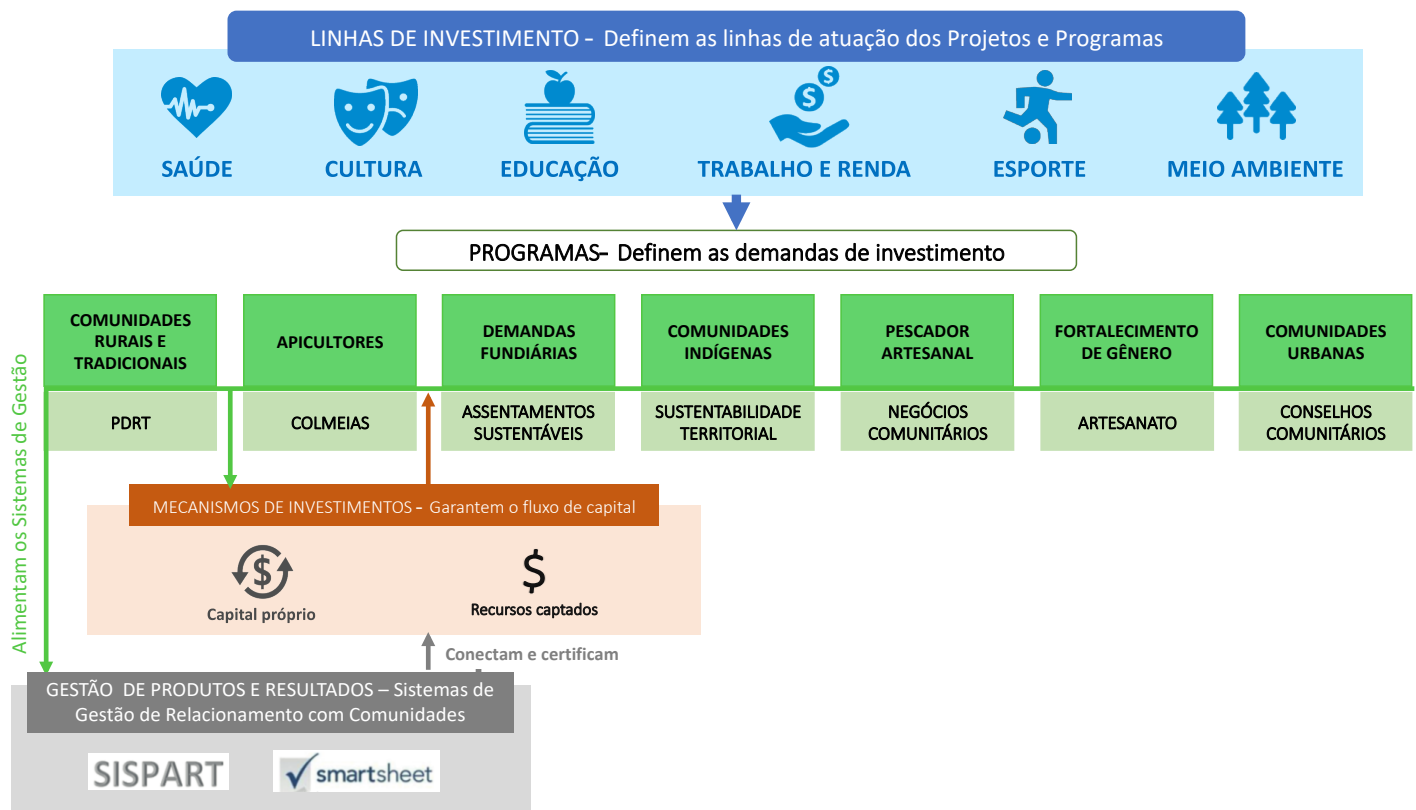 LINHAS DE INVESTIMENTO – Definem as linhas de atuação dos Projetos e Programas
SAÚDE
CULTURA
EDUCAÇÃO
TRABALHO E RENDA
ESPORTE
MEIO AMBIENTE
PROGRAMAS– Definem as demandas de investimento
COMUNIDADES
RURAIS E
TRADICIONAIS
APICULTORES
DEMANDAS
FUNDIÁRIAS
COMUNIDADES
INDÍGENAS
PESCADOR
ARTESANAL
FORTALECIMENTO
DE GÊNERO
COMUNIDADES
URBANAS
PDRT
COLMEIAS
ASSENTAMENTOS
SUSTENTÁVEIS
SUSTENTABILIDADE
TERRITORIAL
NEGÓCIOS
COMUNITÁRIOS
ARTESANATO
CONSELHOS
COMUNITÁRIOS
Alimentam os Sistemas de Gestão
MECANISMOS DE INVESTIMENTOS – Garantem o fluxo de capital
$
$
Capital próprio
Recursos captados
Conectam e certificam
GESTÃO DE PRODUTOS E RESULTADOS – Sistemas de
Gestão de Relacionamento com Comunidades
SISPART
smartsheet